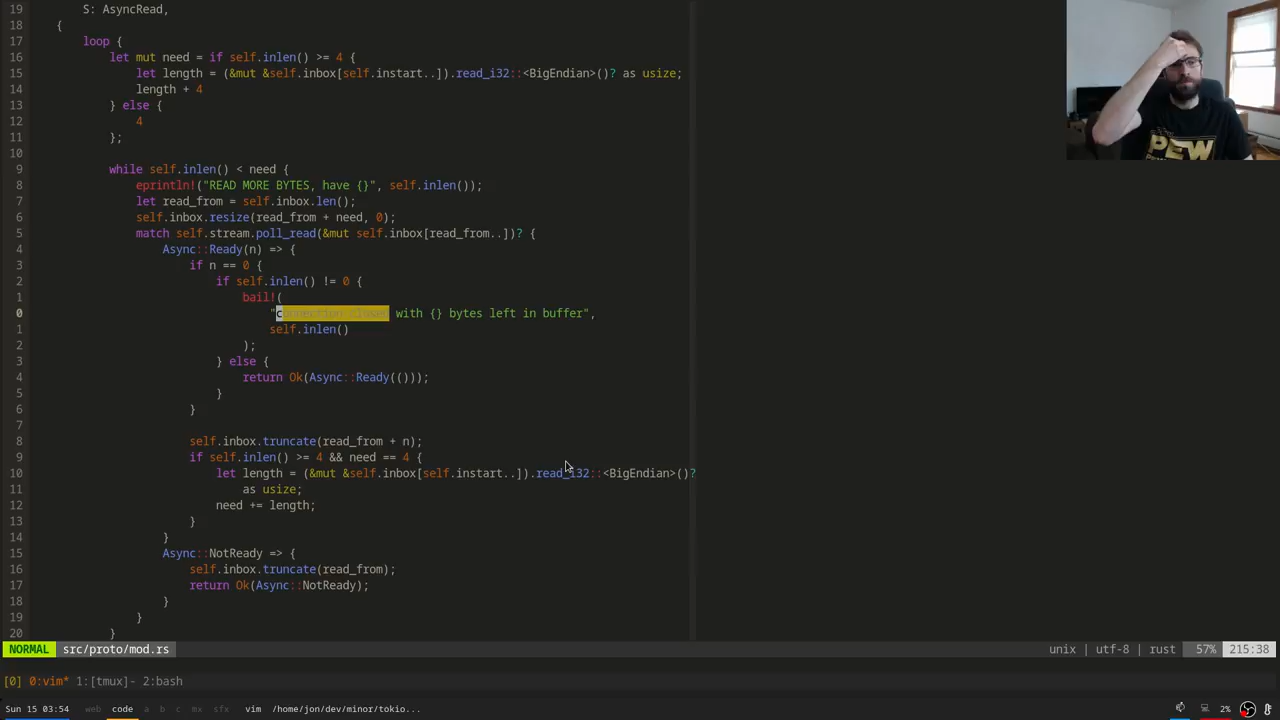 19 S: AsyncRead,
18 {
17 loop {
16 let mut need = if self.inlen() >= 4 {
15 let length = (&mut &self.inbox[self.instart..]).read_i32::<BigEndian>()? as usize;
14 length + 4
13 } else {
12 4
11 };
10
9 while self.inlen() < need {
8 eprintln!("READ MORE BYTES, have {}", self.inlen());
7 let read_from = self.inbox.len();
6 self.inbox.resize(read_from + need, 0);
5 match self.stream.poll_read(&mut self.inbox[read_from..])? {
4 Async::Ready(n) => {
3 if n == 0 {
2 if self.inlen() != 0 {
1 bail!(
0 "connection closed with {} bytes left in buffer",
1 self.inlen()
2 );
3 } else {
4 return Ok(Async::Ready(()));
5 }
6 }
7
8 self.inbox.truncate(read_from + n);
9 if self.inlen() >= 4 && need == 4 {
10 let length = (&mut &self.inbox[self.instart..]).read_i32::<BigEndian>()?
11 as usize;
12 need += length;
13 }
14 }
15 Async::NotReady => {
16 self.inbox.truncate(read_from);
17 return Ok(Async::NotReady);
18 }
19 }
20 }
NORMAL src/proto/mod.rs unix | utf-8 | rust 57% 215:38
[0] 0:vim* 1:[tmux]- 2:bash
Sun 15 03:54 web code a b c mx sfx vim /home/jon/dev/minor/tokio... 2%
PEW